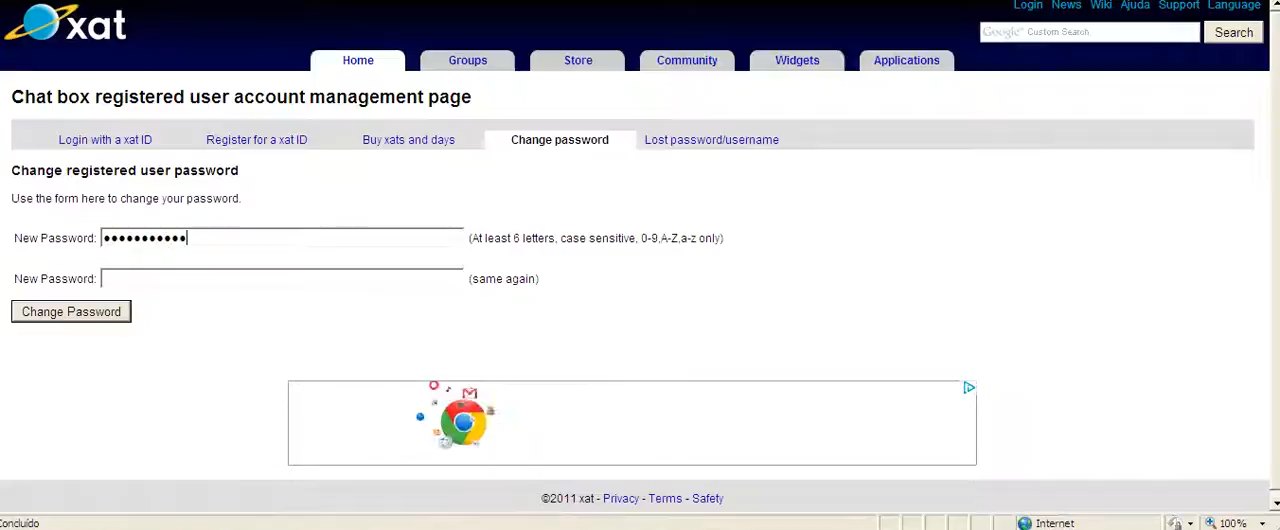 Login News Wiki Ajuda Support Language
xat
Google™ Custom Search Search
Home Groups Store Community Widgets Applications
Chat box registered user account management page
Login with a xat ID Register for a xat ID Buy xats and days Change password Lost password/username
Change registered user password
Use the form here to change your password.
New Password: ●●●●●●●●●●● (At least 6 letters, case sensitive, 0-9,A-Z,a-z only)
New Password: (same again)
Change Password
©2011 xat - Privacy - Terms - Safety
Concluído Internet 100%